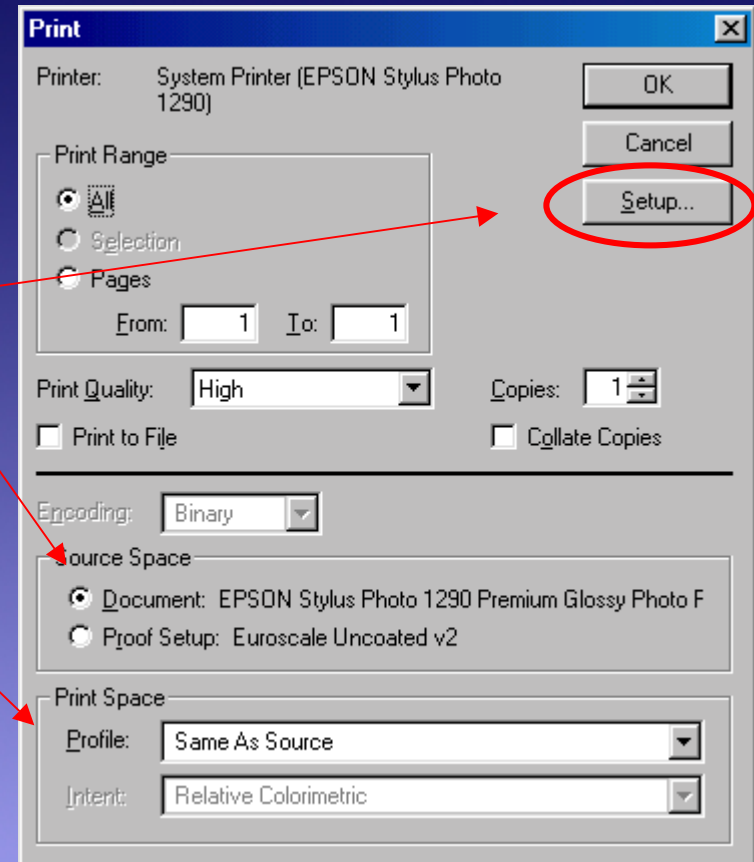 Print
Printer: System Printer (EPSON Stylus Photo
1290)
OK
Cancel
Setup...
Print Range
All
Selection
Pages
From: 1 To: 1
Print Quality: High
Copies: 1
Print to File
Collate Copies
Encoding: Binary
Source Space
Document: EPSON Stylus Photo 1290 Premium Glossy Photo F
Proof Setup: Euroscale Uncoated v2
Print Space
Profile: Same As Source
Intent: Relative Colorimetric